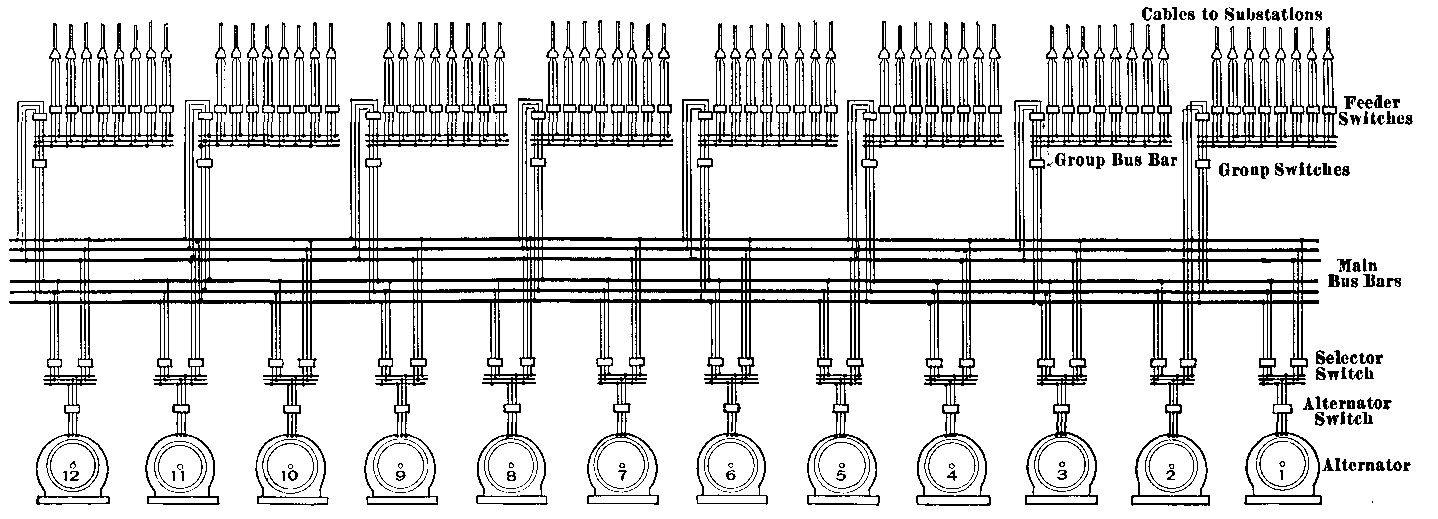 Cables to Substations
Feeder
Switches
Group Bus Bar
Group Switches
Main
Bus Bars
Selector
Switch
Alternator
Switch
12 11 10 9 8 7 6 5 4 3 2 1 Alternator